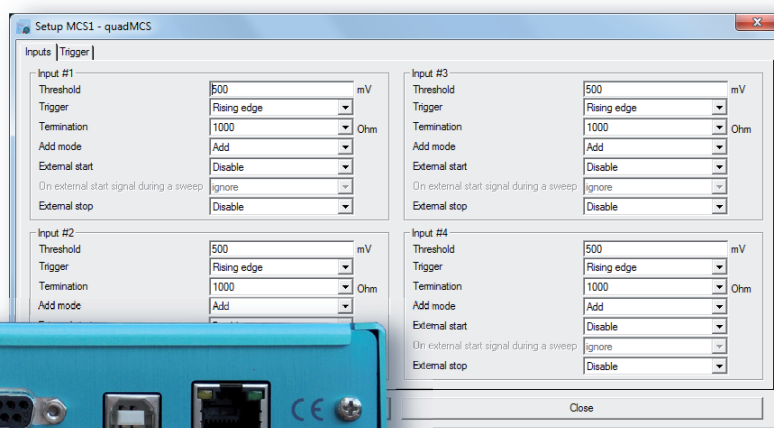 Setup MCS1 - quadMCS
Inputs Trigger
Input #1
Threshold 500 mV
Trigger Rising edge
Termination 1000 Ohm
Add mode Add
External start Disable
On external start signal during a sweep ignore
External stop Disable
Input #2
Threshold 500 mV
Trigger Rising edge
Termination 1000 Ohm
Add mode Add
Input #3
Threshold 500 mV
Trigger Rising edge
Termination 1000 Ohm
Add mode Add
External start Disable
On external start signal during a sweep ignore
External stop Disable
Input #4
Threshold 500 mV
Trigger Rising edge
Termination 1000 Ohm
Add mode Add
External start Disable
On external start signal during a sweep ignore
External stop Disable
Close
CE